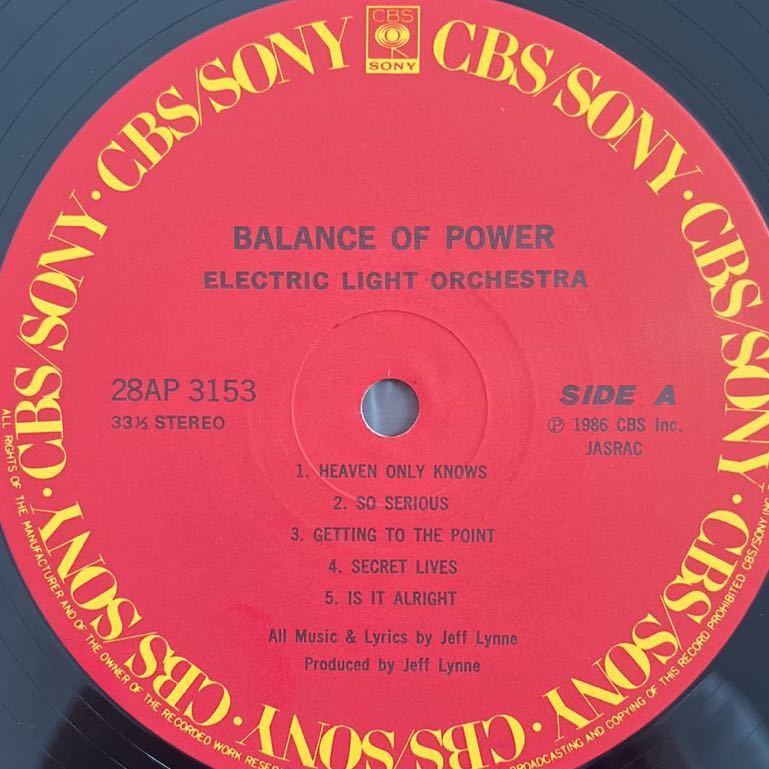 CBS
SONY
CBS/SONY · CBS/SONY · CBS/SONY · CBS/SONY · CBS/SONY · CBS/SONY · CBS/SONY · CBS/SONY
BALANCE OF POWER
ELECTRIC LIGHT ORCHESTRA
28AP 3153
33⅓ STEREO
SIDE A
Ⓟ 1986 CBS Inc.
JASRAC
1. HEAVEN ONLY KNOWS
2. SO SERIOUS
3. GETTING TO THE POINT
4. SECRET LIVES
5. IS IT ALRIGHT
All Music & Lyrics by Jeff Lynne
Produced by Jeff Lynne
ALL RIGHTS OF THE MANUFACTURER AND OF THE OWNER OF THE RECORDED WORK
BROADCASTING AND COPYING OF THIS RECORD PROHIBITED CBS/SONY INC.